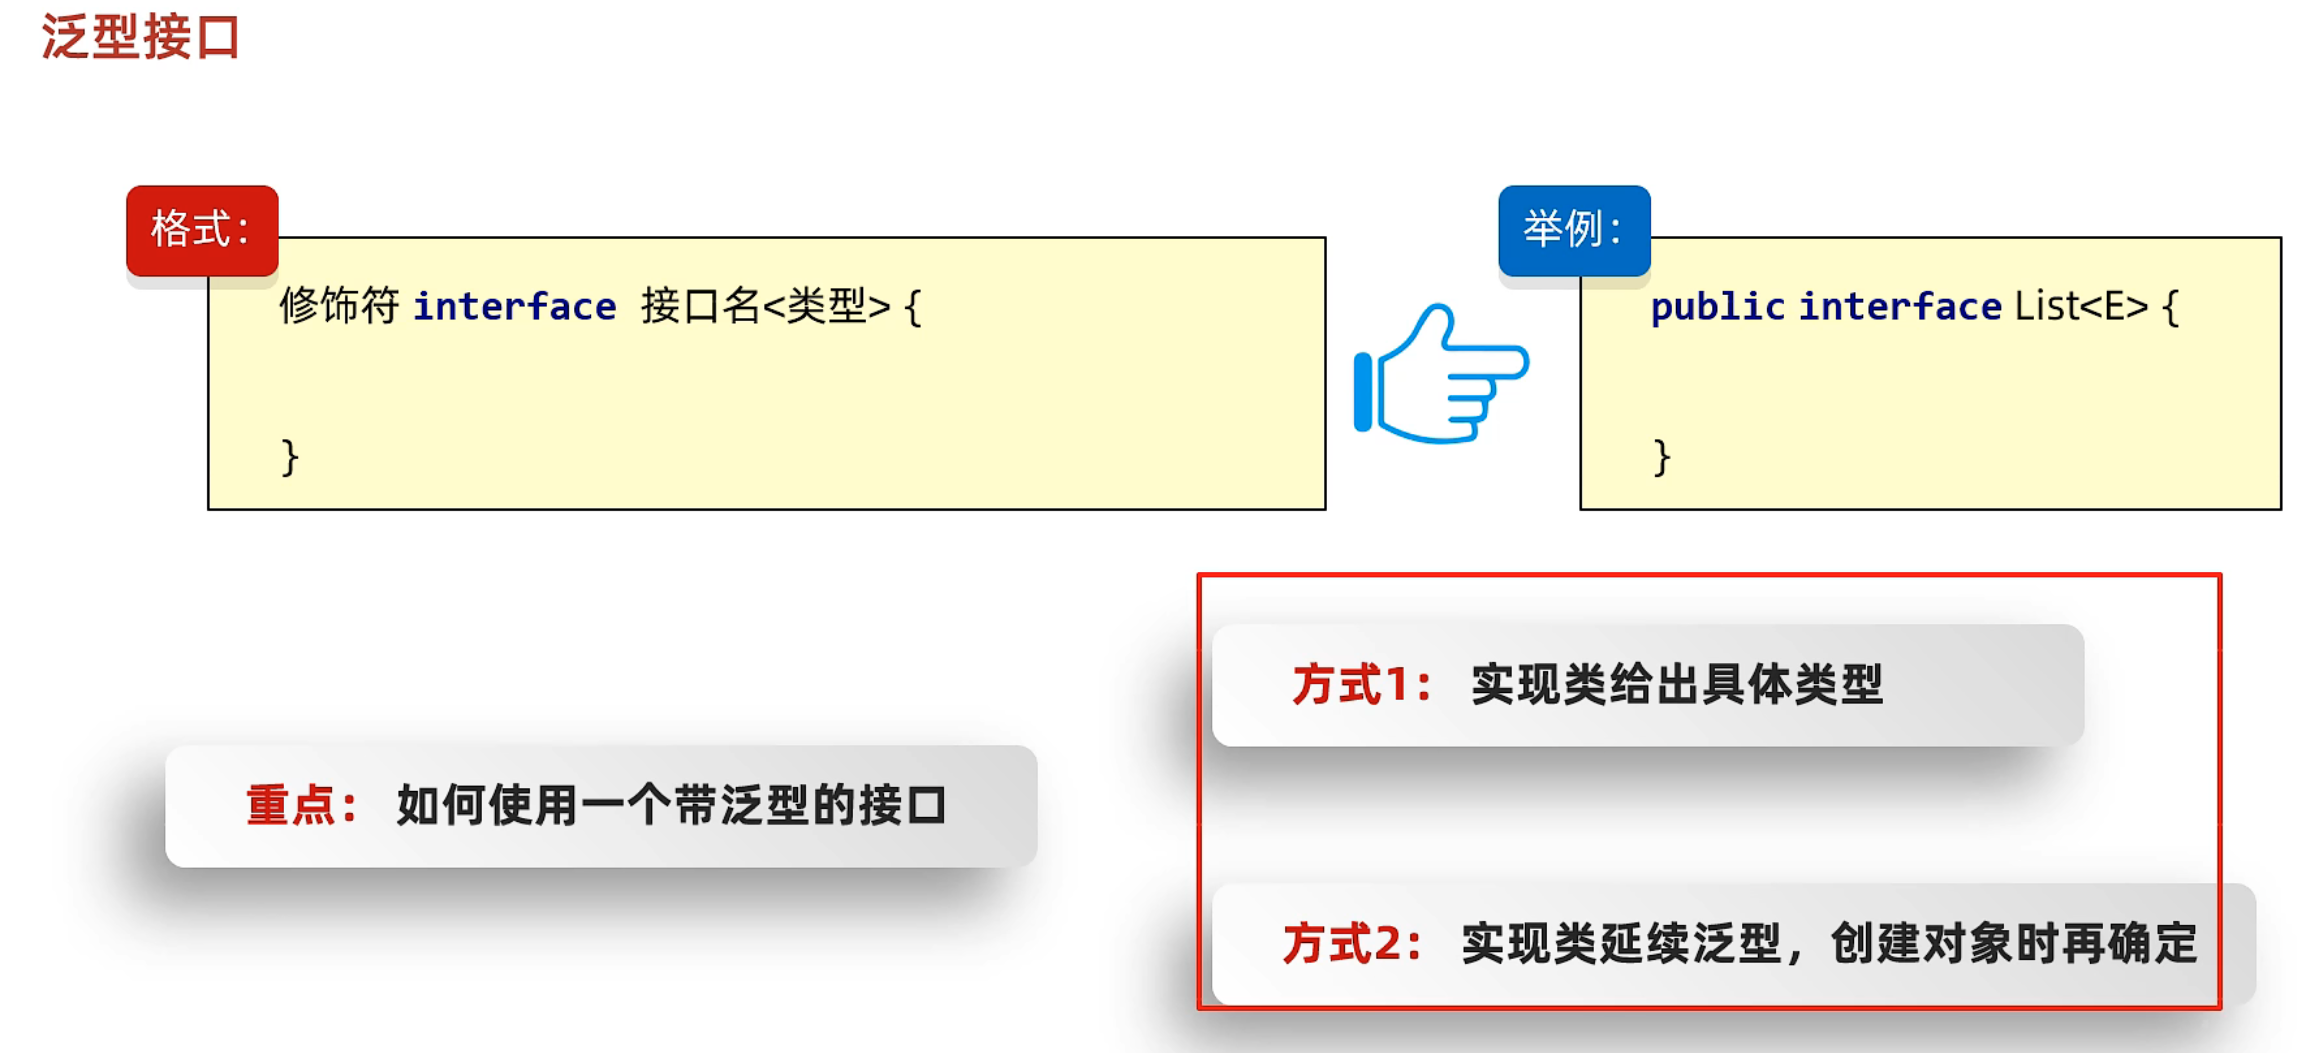 泛型接口
格式：
修饰符 interface 接口名<类型> {
}
举例：
public interface List<E> {
}
重点： 如何使用一个带泛型的接口
方式1： 实现类给出具体类型
方式2： 实现类延续泛型，创建对象时再确定